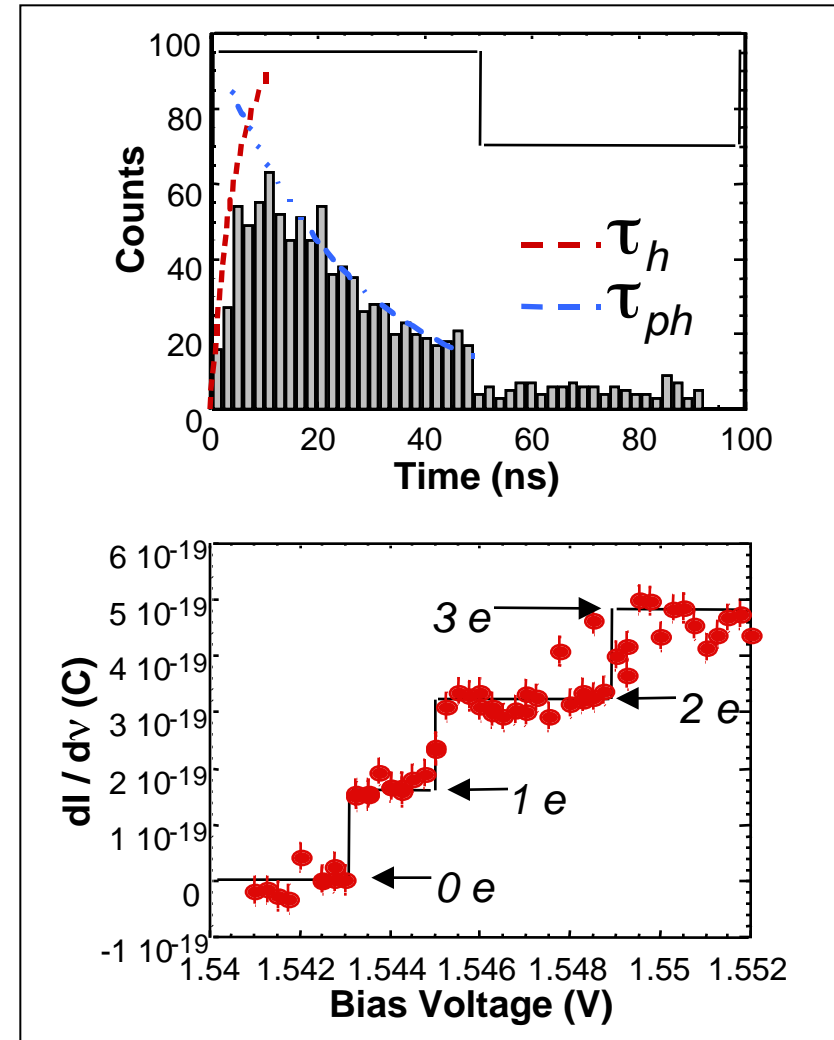 100
80
60
40
20
0
Counts
τh
τph
0 20 40 60 80 100
Time (ns)
6 10-19
5 10-19
4 10-19
3 10-19
2 10-19
1 10-19
0
-1 10-19
dI / dν (C)
3 e
2 e
1 e
0 e
1.54 1.542 1.544 1.546 1.548 1.55 1.552
Bias Voltage (V)